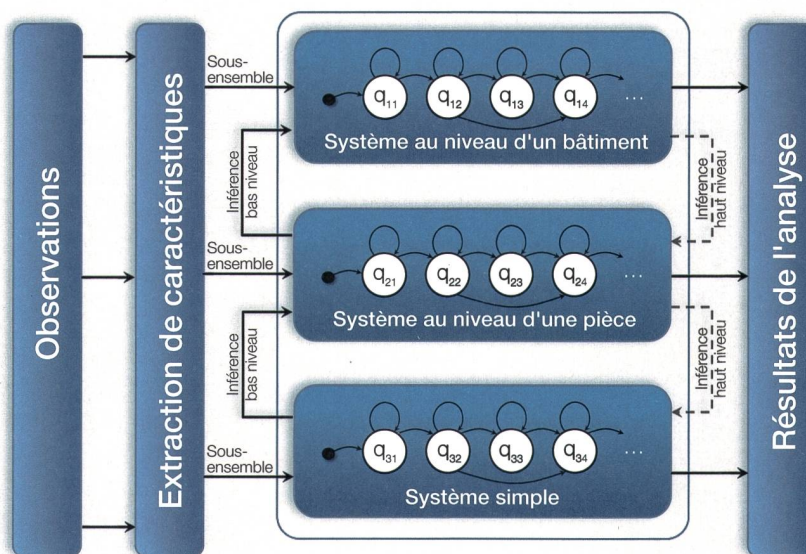 Observations
Extraction de caractéristiques
Sous-
ensemble
q11
q12
q13
q14
...
Système au niveau d'un bâtiment
Inférence
bas niveau
Inférence
haut niveau
Sous-
ensemble
q21
q22
q23
q24
...
Système au niveau d'une pièce
Inférence
bas niveau
Inférence
haut niveau
Sous-
ensemble
q31
q32
q33
q34
...
Système simple
Résultats de l'analyse